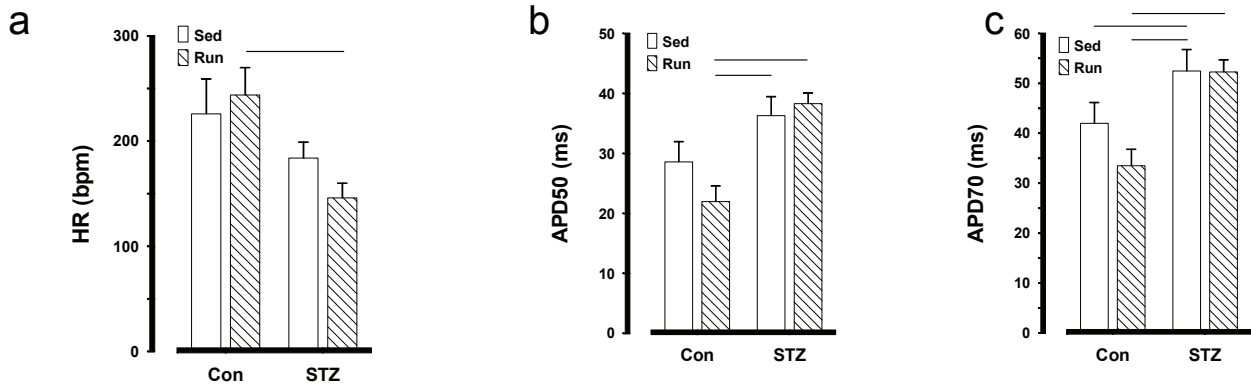 a
HR (bpm)
300
200
100
0
Sed
Run
Con
STZ
b
APD50 (ms)
50
40
30
20
10
0
Sed
Run
Con
STZ
c
APD70 (ms)
60
50
40
30
20
10
0
Sed
Run
Con
STZ